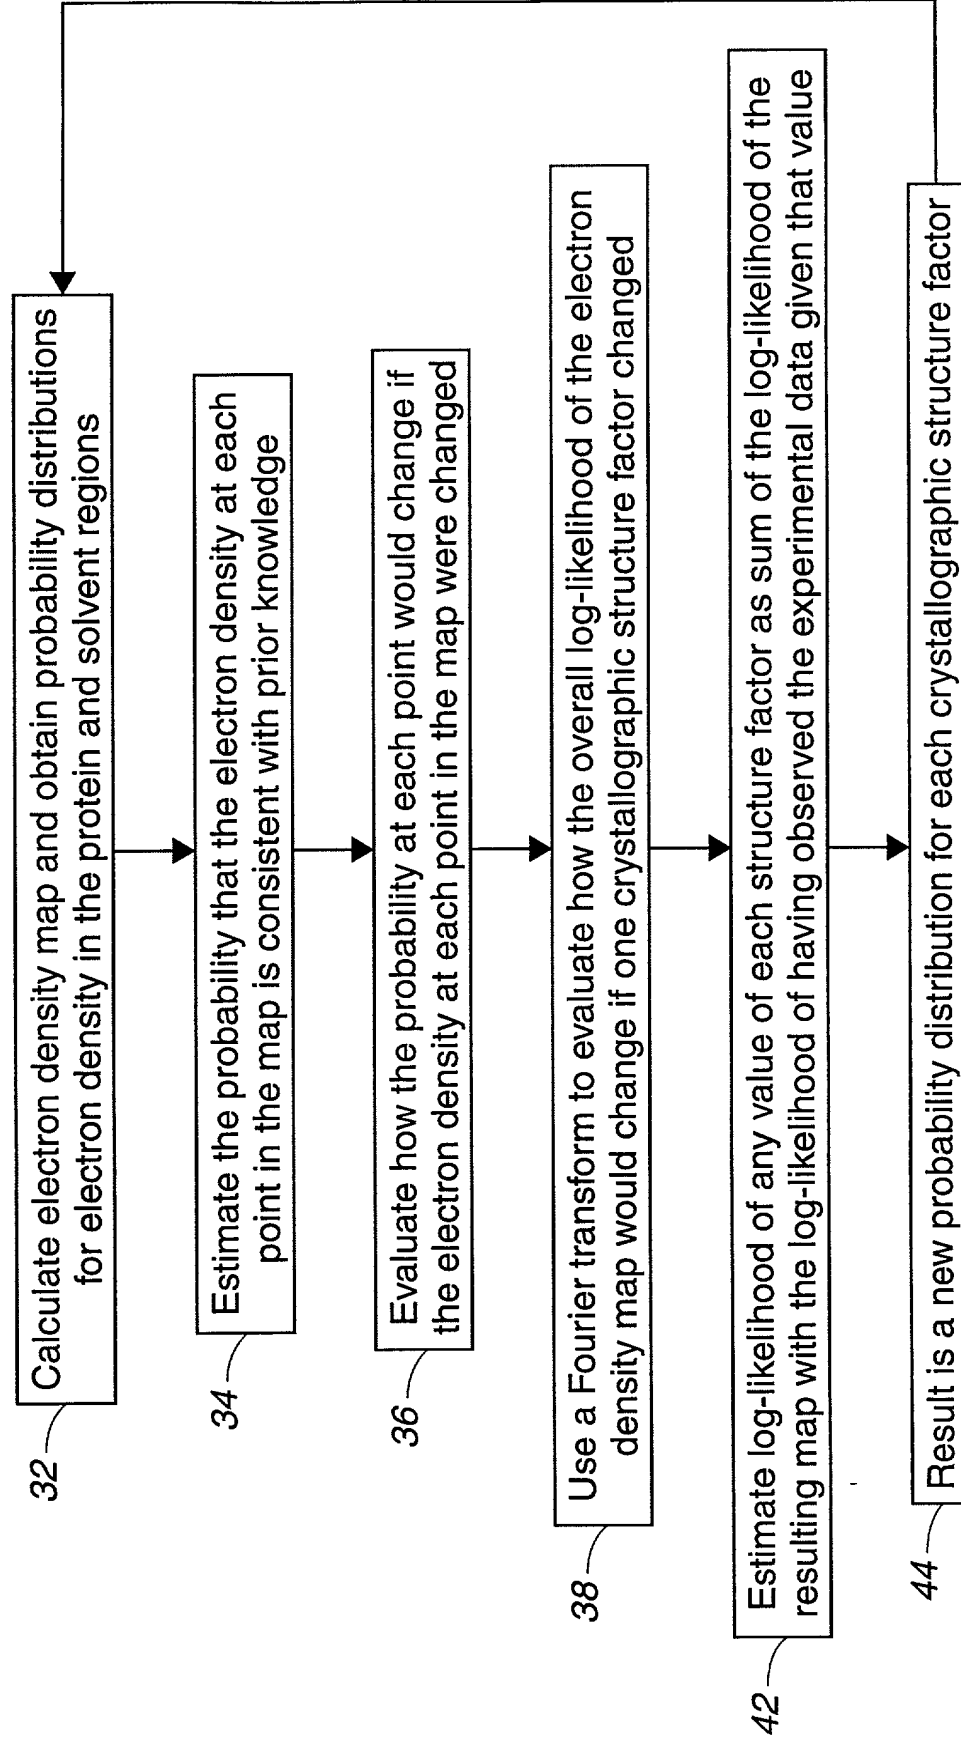 32
Calculate electron density map and obtain probability distributions
for electron density in the protein and solvent regions
34
Estimate the probability that the electron density at each
point in the map is consistent with prior knowledge
36
Evaluate how the probability at each point would change if
the electron density at each point in the map were changed
38
Use a Fourier transform to evaluate how the overall log-likelihood of the electron
density map would change if one crystallographic structure factor changed
42
Estimate log-likelihood of any value of each structure factor as sum of the log-likelihood of the
resulting map with the log-likelihood of having observed the experimental data given that value
44
Result is a new probability distribution for each crystallographic structure factor